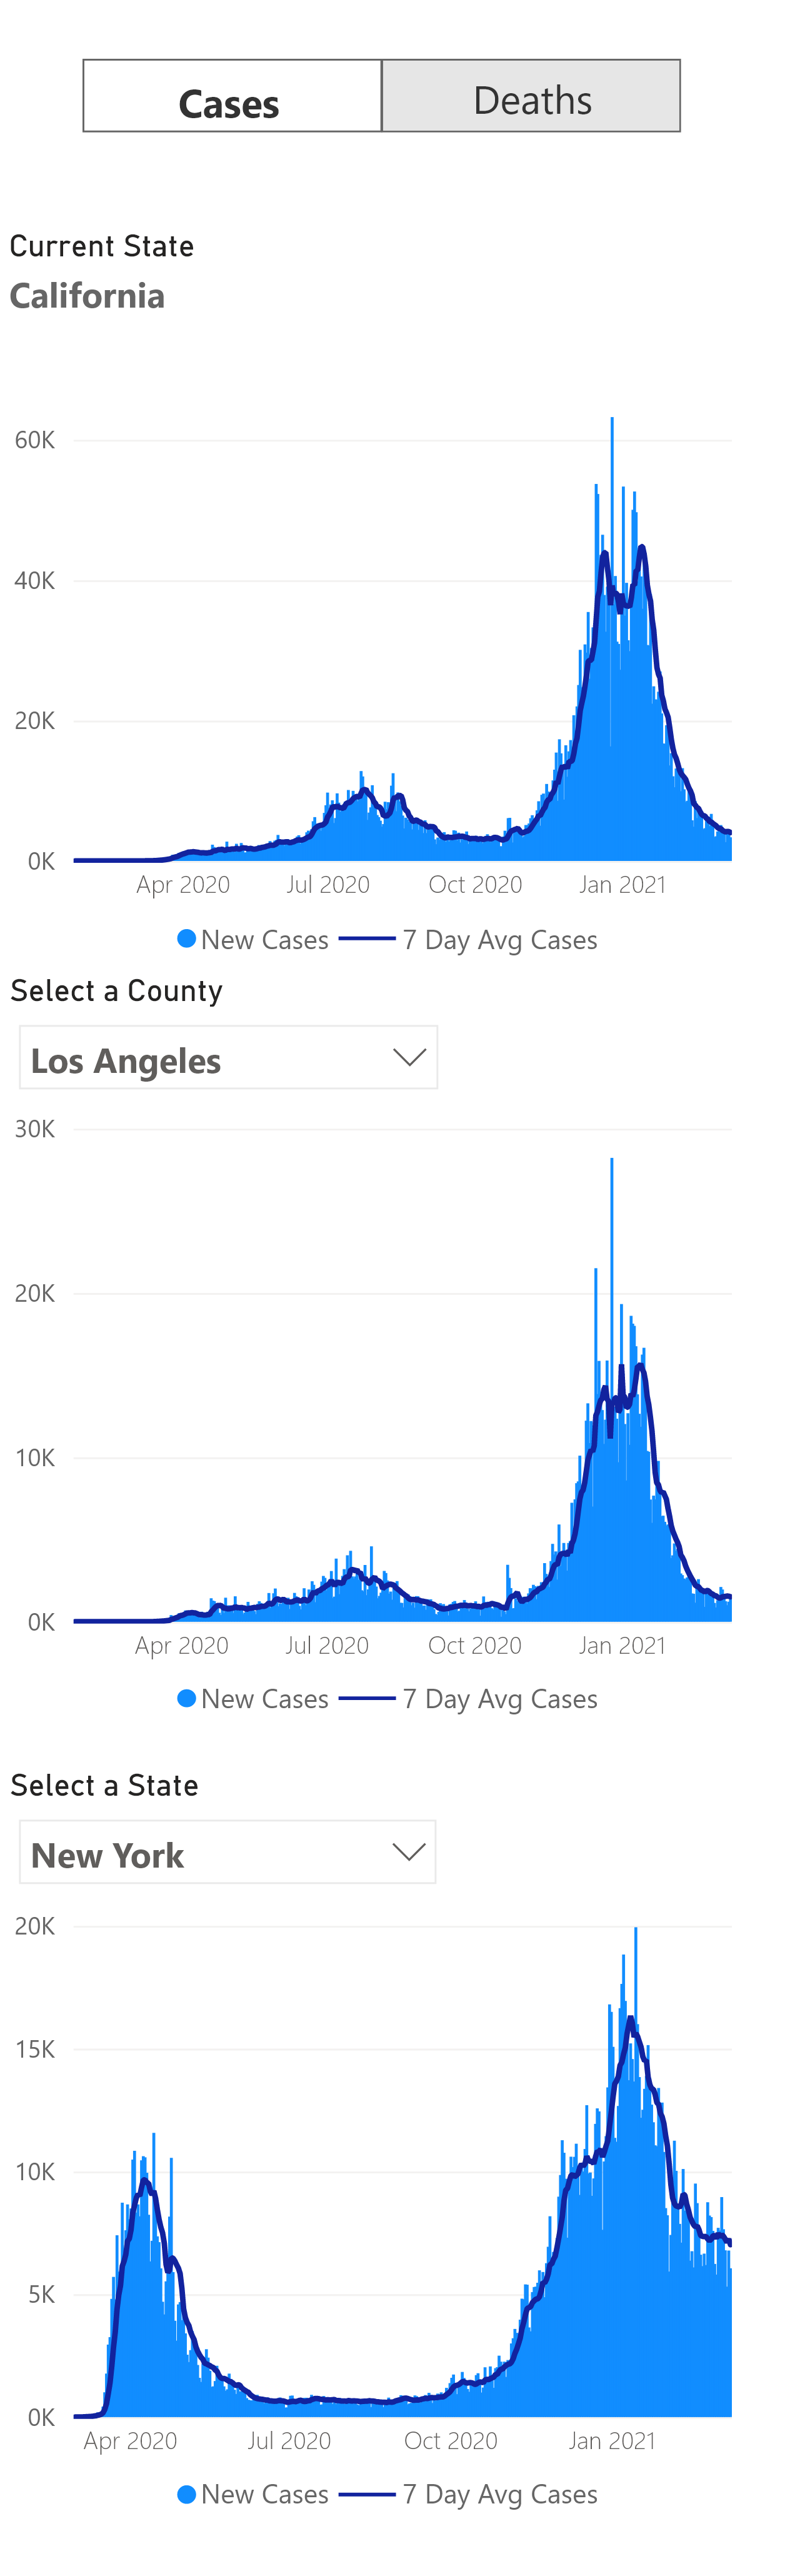 Cases Deaths
Current State
California
60K
40K
20K
0K
Apr 2020 Jul 2020 Oct 2020 Jan 2021
New Cases 7 Day Avg Cases
Select a County
Los Angeles
30K
20K
10K
0K
Apr 2020 Jul 2020 Oct 2020 Jan 2021
New Cases 7 Day Avg Cases
Select a State
New York
20K
15K
10K
5K
0K
Apr 2020 Jul 2020 Oct 2020 Jan 2021
New Cases 7 Day Avg Cases